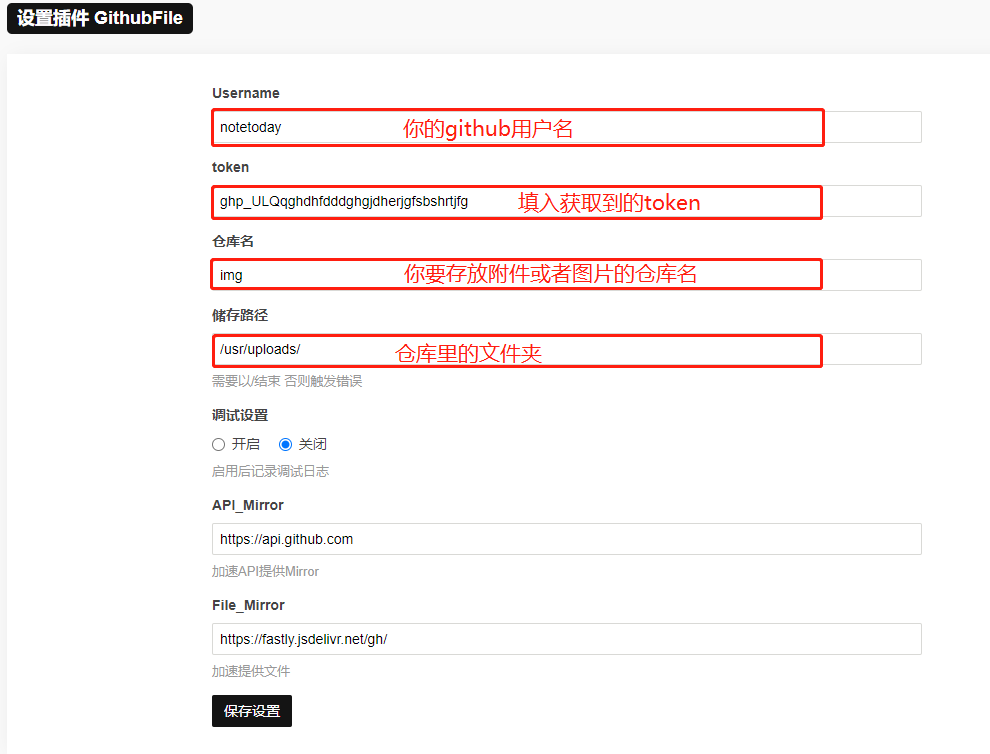 设置插件 GithubFile
Username
notetoday 你的github用户名
token
ghp_ULQqghdhfdddghgjdherjgfsbshrtjfg 填入获取到的token
仓库名
img 你要存放附件或者图片的仓库名
储存路径
/usr/uploads/ 仓库里的文件夹
需要以/结束 否则触发错误
调试设置
开启 关闭
启用后记录调试日志
API_Mirror
https://api.github.com
加速API提供Mirror
File_Mirror
https://fastly.jsdelivr.net/gh/
加速提供文件
保存设置